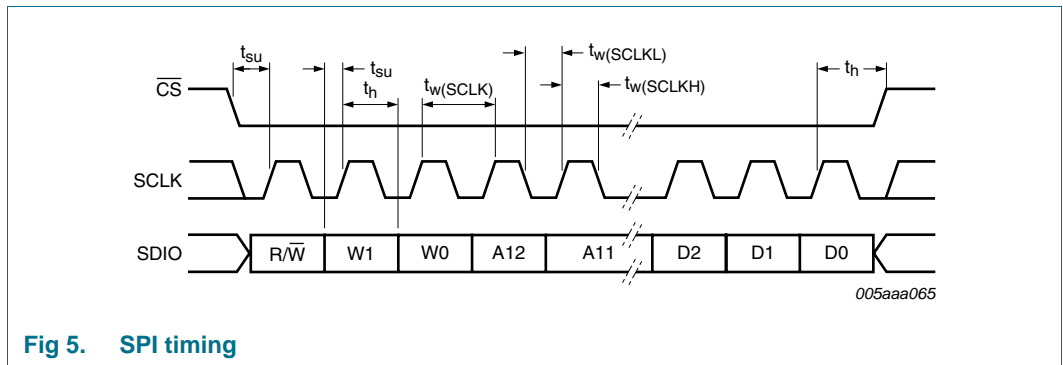 tsu
tsu
th
tw(SCLK)
tw(SCLKL)
tw(SCLKH)
th
CS
SCLK
SDIO
R/W
W1
W0
A12
A11
D2
D1
D0
005aaa065
Fig 5. SPI timing